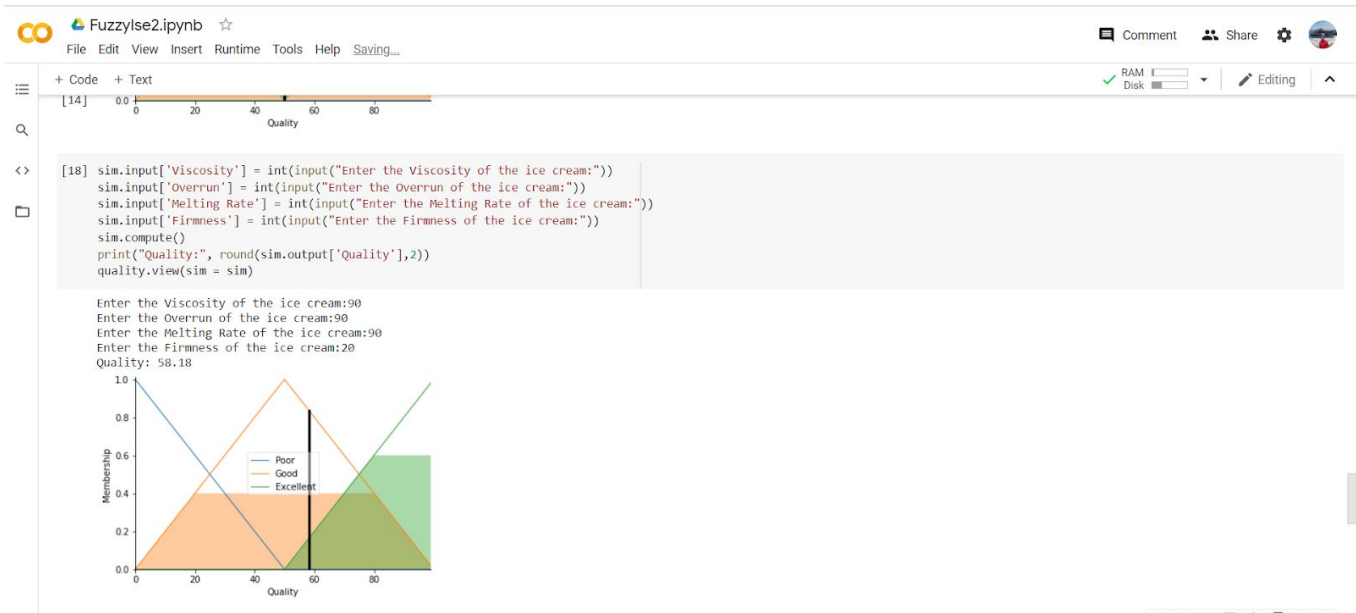 FuzzyIse2.ipynb
Comment Share
File Edit View Insert Runtime Tools Help Saving...
+ Code + Text
RAM
Disk
Editing
[14]
0.0
0 20 40 60 80
Quality
[18] sim.input['Viscosity'] = int(input("Enter the Viscosity of the ice cream:"))
sim.input['Overrun'] = int(input("Enter the Overrun of the ice cream:"))
sim.input['Melting Rate'] = int(input("Enter the Melting Rate of the ice cream:"))
sim.input['Firmness'] = int(input("Enter the Firmness of the ice cream:"))
sim.compute()
print("Quality:", round(sim.output['Quality'],2))
quality.view(sim = sim)
Enter the Viscosity of the ice cream:90
Enter the Overrun of the ice cream:90
Enter the Melting Rate of the ice cream:90
Enter the Firmness of the ice cream:20
Quality: 58.18
1.0
0.8
0.6
0.4
0.2
0.0
Membership
Poor
Good
Excellent
0 20 40 60 80
Quality